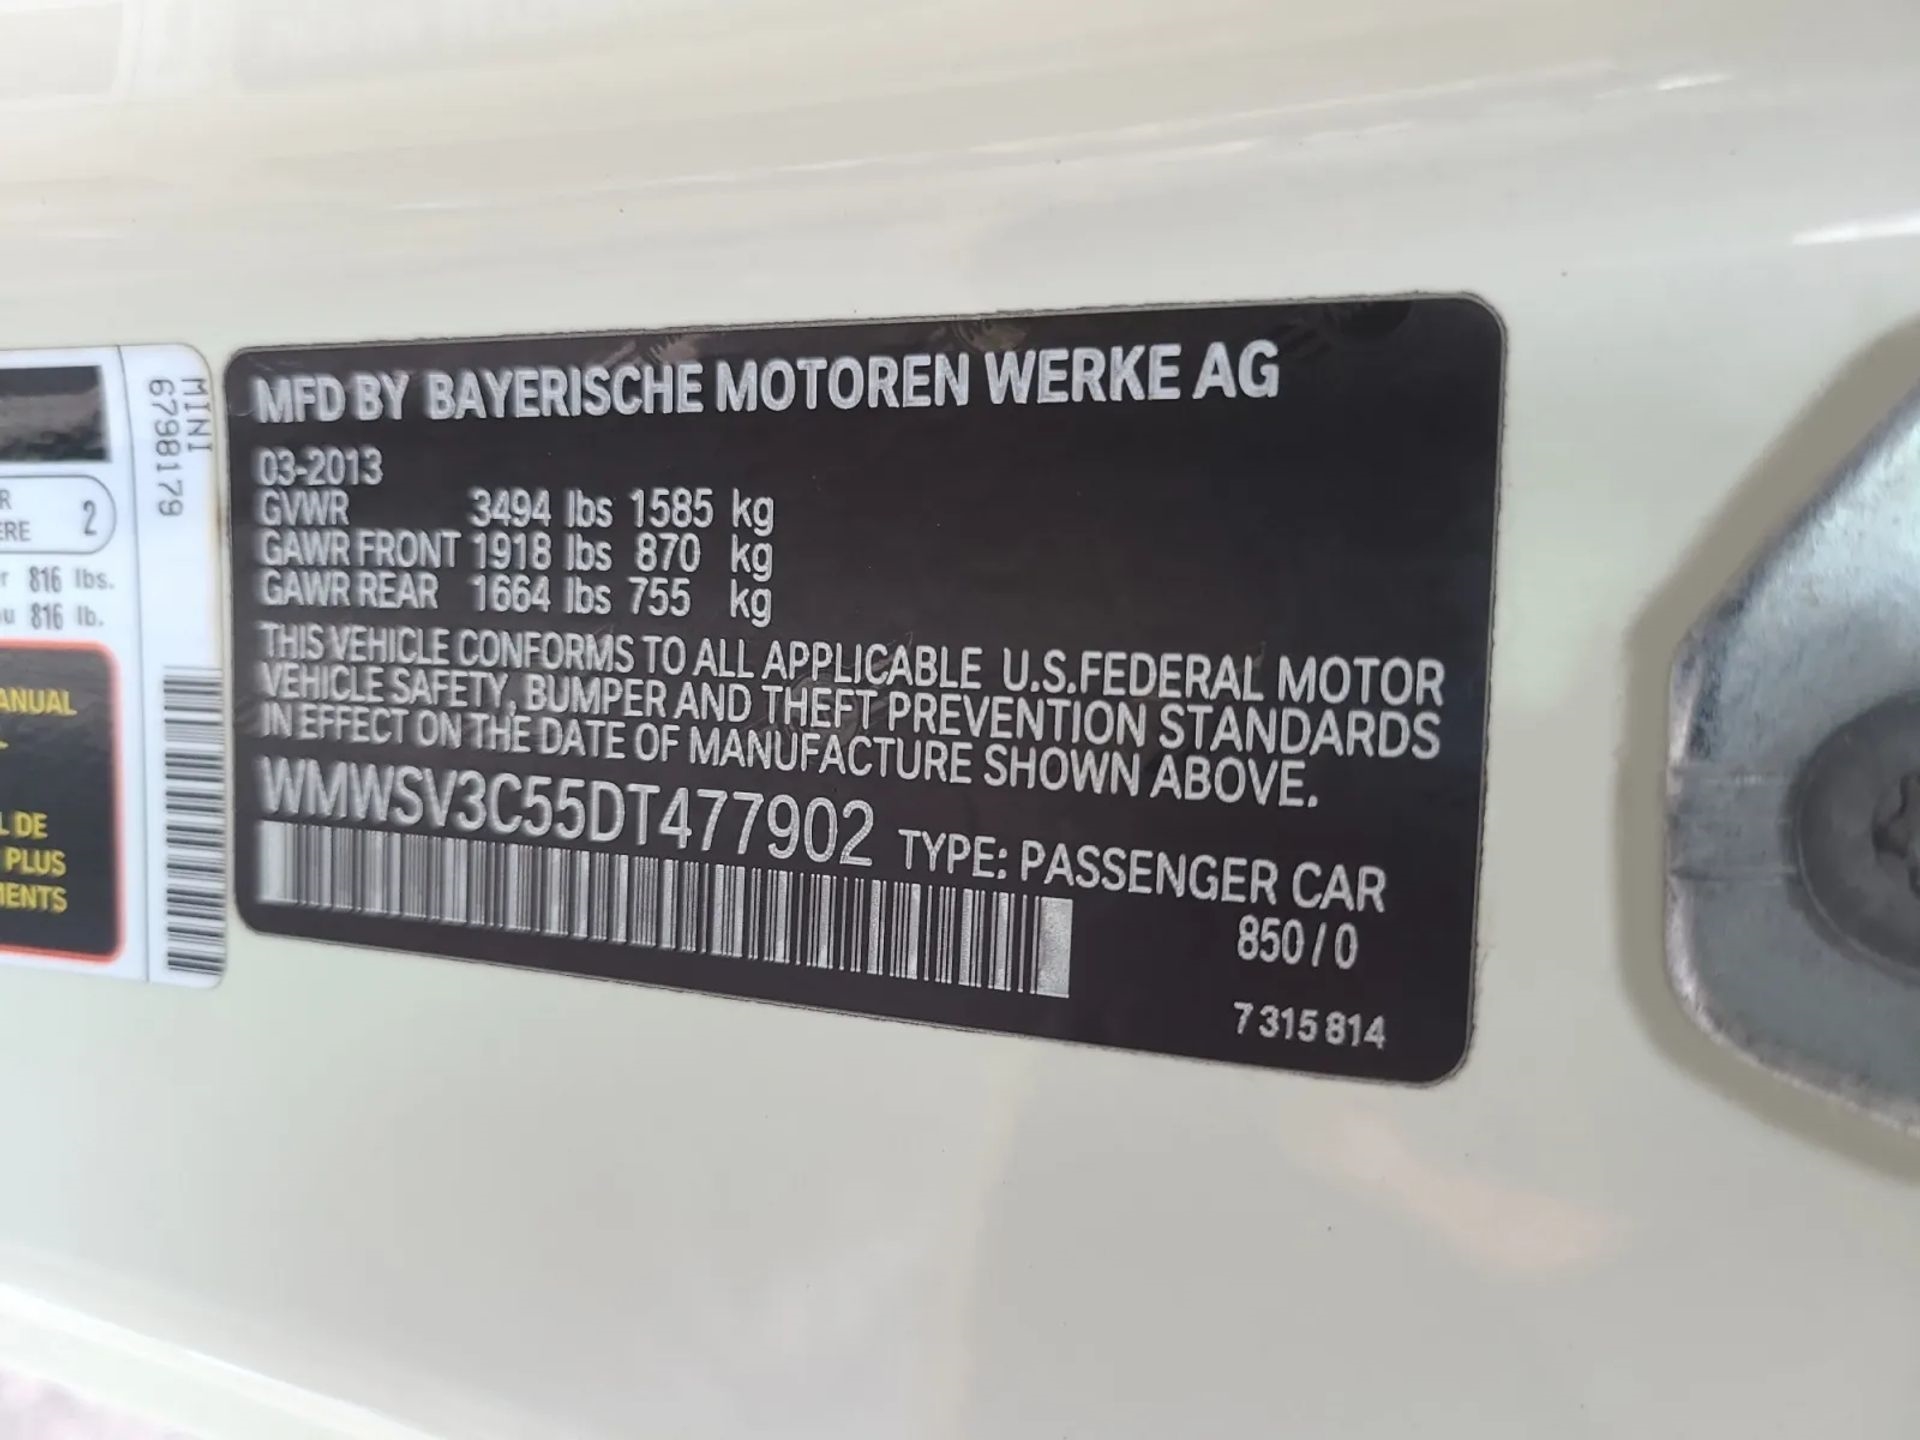 MINI
6798179
R
ERE 2
r 816 lbs.
u 816 lb.
ANUAL
L DE
PLUS
MENTS
MFD BY BAYERISCHE MOTOREN WERKE AG
03-2013
GVWR 3494 lbs 1585 kg
GAWR FRONT 1918 lbs 870 kg
GAWR REAR 1664 lbs 755 kg
THIS VEHICLE CONFORMS TO ALL APPLICABLE U.S.FEDERAL MOTOR
VEHICLE SAFETY, BUMPER AND THEFT PREVENTION STANDARDS
IN EFFECT ON THE DATE OF MANUFACTURE SHOWN ABOVE.
WMWSV3C55DT477902 TYPE: PASSENGER CAR
850/0
7 315 814